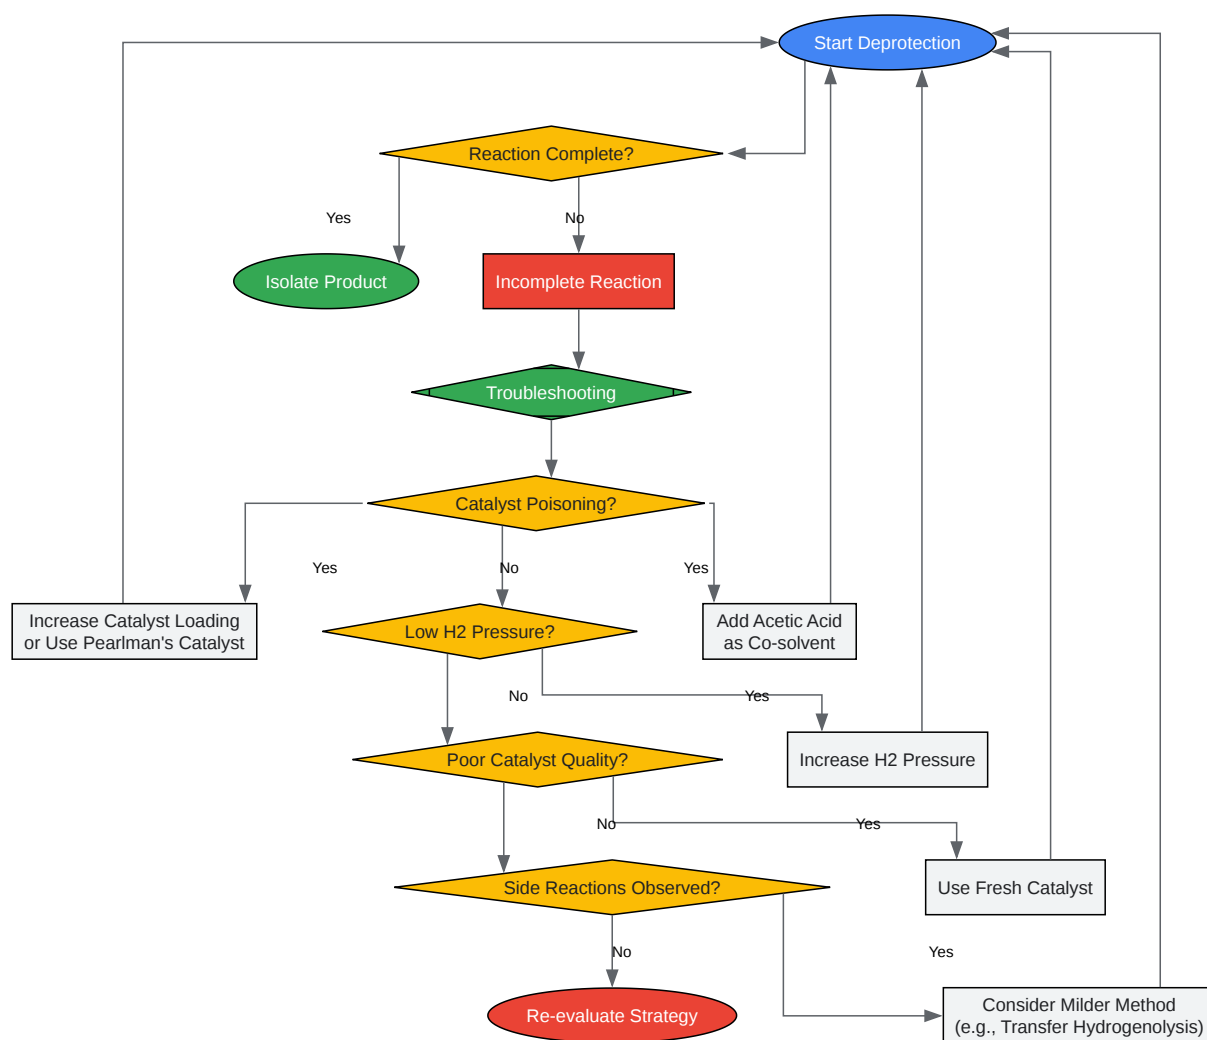 Start Deprotection
Reaction Complete?
Yes
No
Isolate Product
Incomplete Reaction
Troubleshooting
Catalyst Poisoning?
Yes
No
Yes
Increase Catalyst Loading
or Use Pearlman's Catalyst
Low H2 Pressure?
Add Acetic Acid
as Co-solvent
No
Yes
Poor Catalyst Quality?
Increase H2 Pressure
No
Yes
Side Reactions Observed?
Use Fresh Catalyst
No
Yes
Re-evaluate Strategy
Consider Milder Method
(e.g., Transfer Hydrogenolysis)